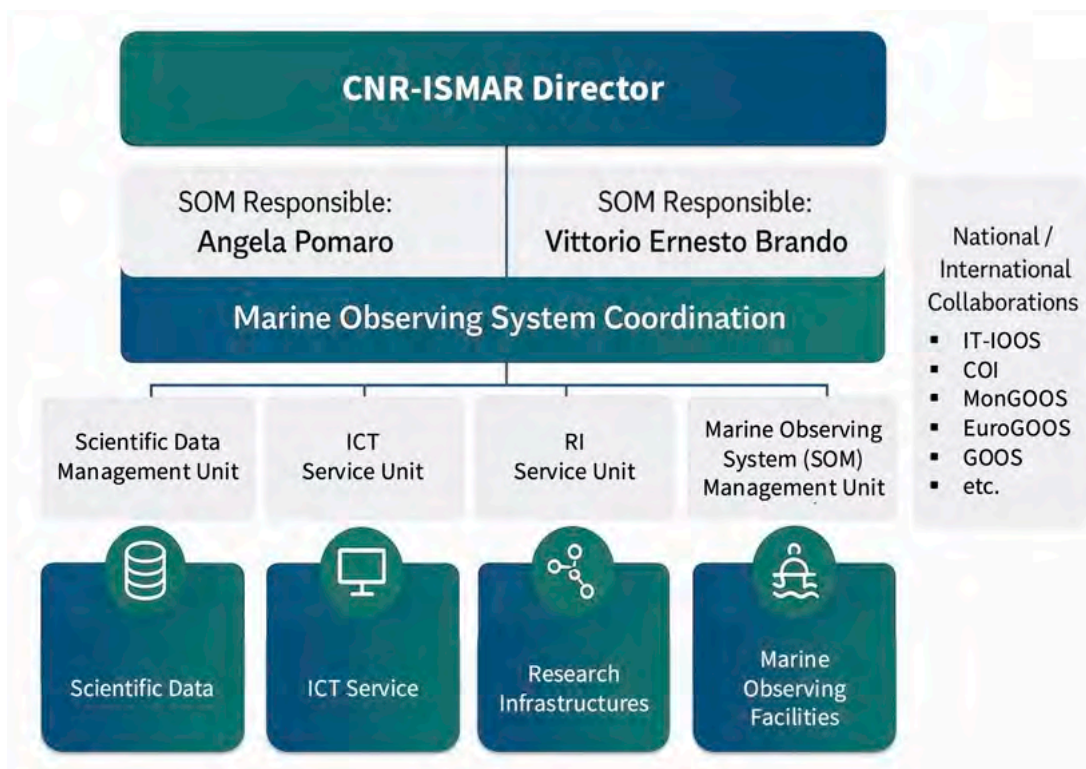 CNR-ISMAR Director
SOM Responsible:
Angela Pomaro
SOM Responsible:
Vittorio Ernesto Brando
Marine Observing System Coordination
National /
International
Collaborations
▪ IT-IOOS
▪ COI
▪ MonGOOS
▪ EuroGOOS
▪ GOOS
▪ etc.
Scientific Data
Management Unit
ICT
Service Unit
RI
Service Unit
Marine Observing
System (SOM)
Management Unit
Scientific Data
ICT Service
Research
Infrastructures
Marine
Observing
Facilities